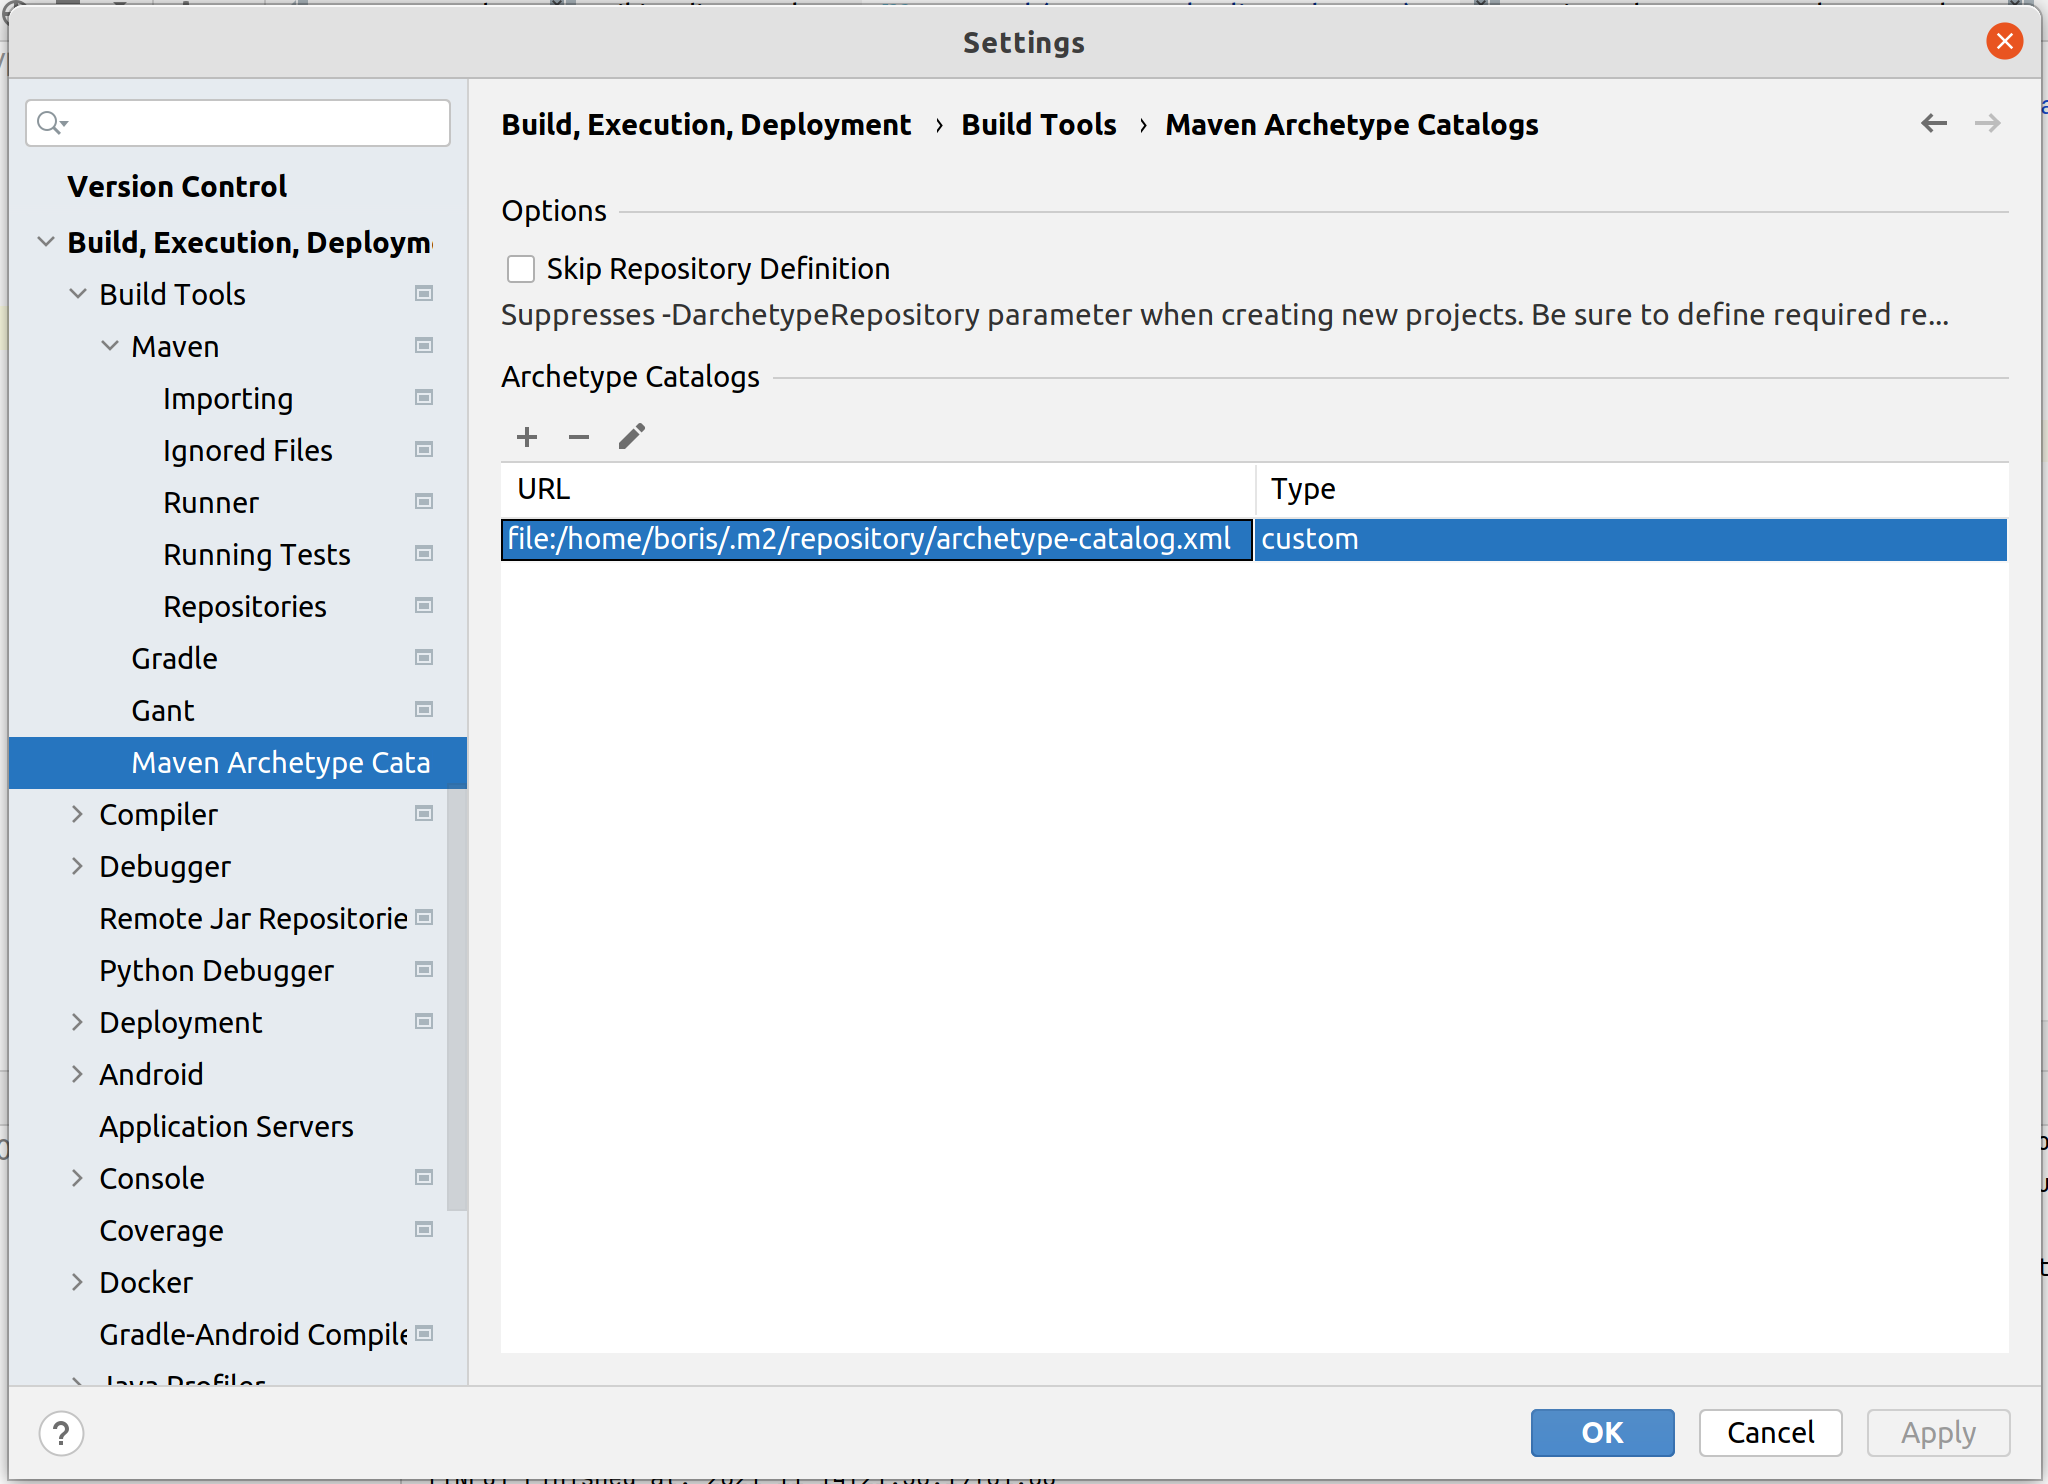 Settings
Version Control
Build, Execution, Deploym
Build Tools
Maven
Importing
Ignored Files
Runner
Running Tests
Repositories
Gradle
Gant
Maven Archetype Cata
Compiler
Debugger
Remote Jar Repositorie
Python Debugger
Deployment
Android
Application Servers
Console
Coverage
Docker
Gradle-Android Compile
Java Profiler
Build, Execution, Deployment › Build Tools › Maven Archetype Catalogs
Options
Skip Repository Definition
Suppresses -DarchetypeRepository parameter when creating new projects. Be sure to define required re...
Archetype Catalogs
URL Type
file:/home/boris/.m2/repository/archetype-catalog.xml custom
?
OK Cancel Apply